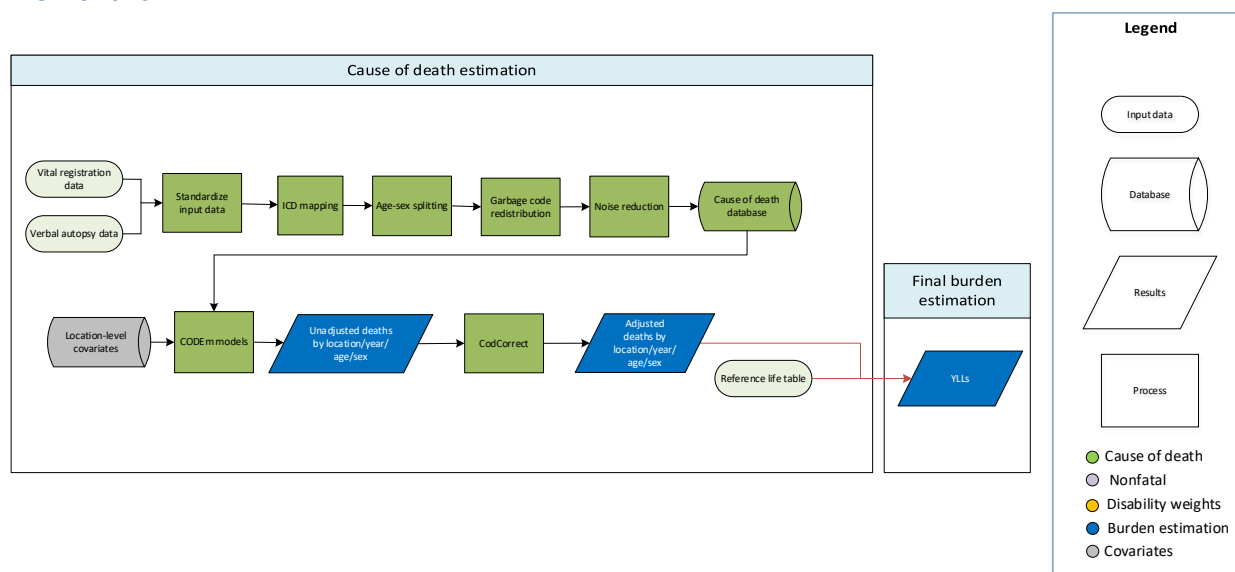 Cause of death estimation
Vital registration
data
Verbal autopsy data
Standardize
input data
ICD mapping
Age-sex splitting
Garbage code
redistribution
Noise reduction
Cause of death
database
Location-level
covariates
CODEm models
Unadjusted deaths
by location/year/
age/sex
CodCorrect
Adjusted
deaths by
location/year/
age/sex
Reference life table
Final burden
estimation
YLLs
Legend
Input data
Database
Results
Process
Cause of death
Nonfatal
Disability weights
Burden estimation
Covariates